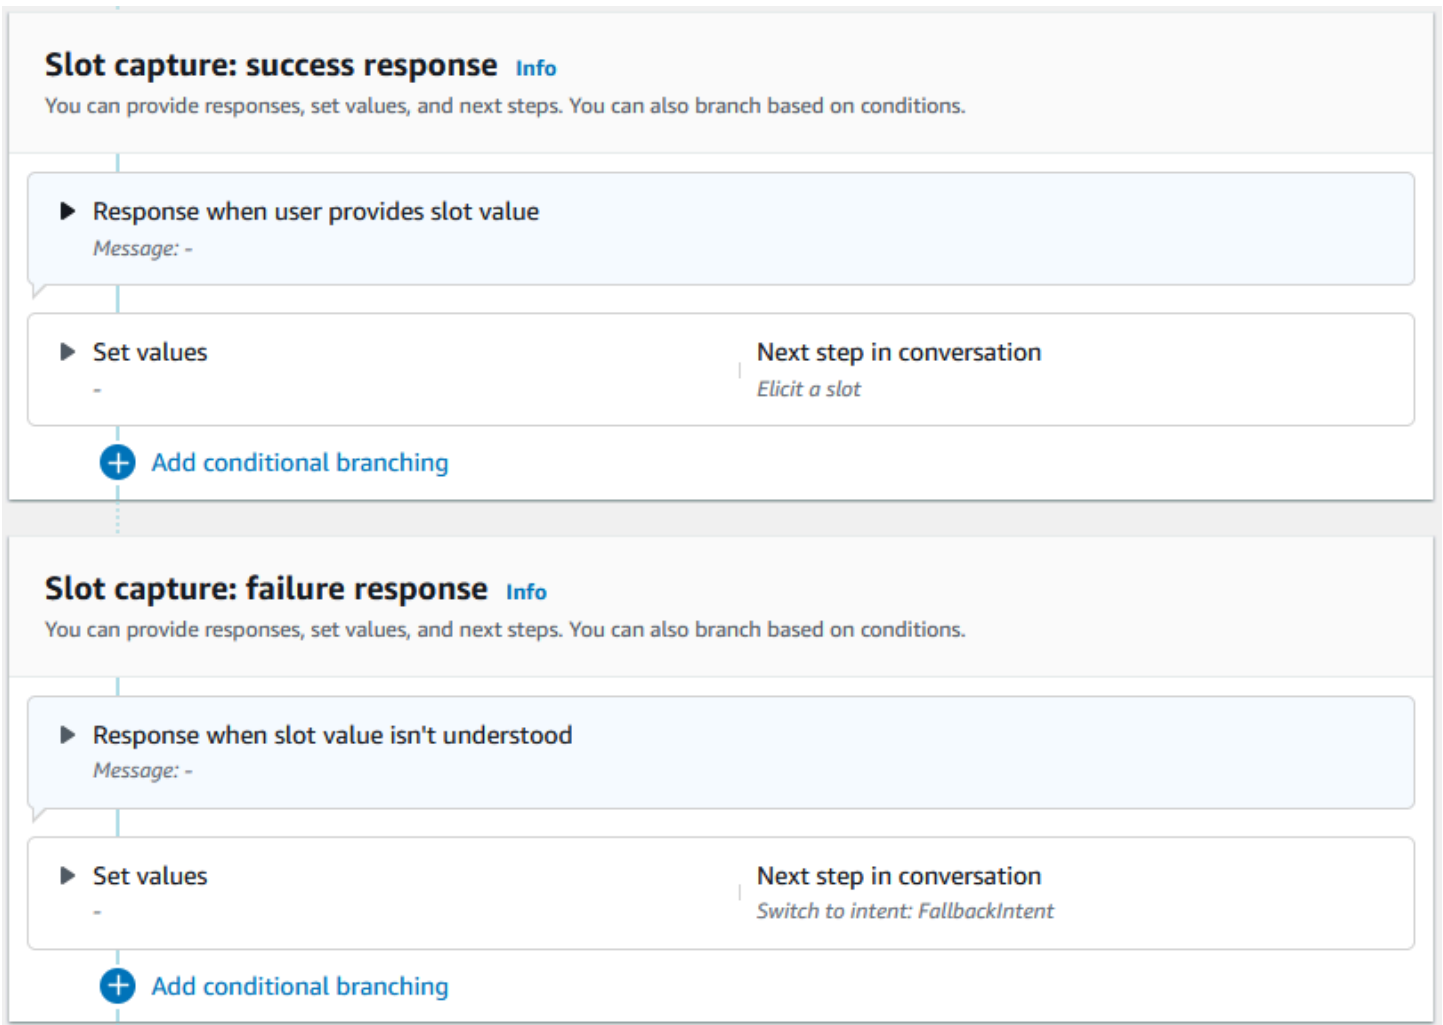 Slot capture: success response Info
You can provide responses, set values, and next steps. You can also branch based on conditions.
Response when user provides slot value
Message: -
Set values
-
Next step in conversation
Elicit a slot
Add conditional branching
Slot capture: failure response Info
You can provide responses, set values, and next steps. You can also branch based on conditions.
Response when slot value isn't understood
Message: -
Set values
-
Next step in conversation
Switch to intent: FallbackIntent
Add conditional branching